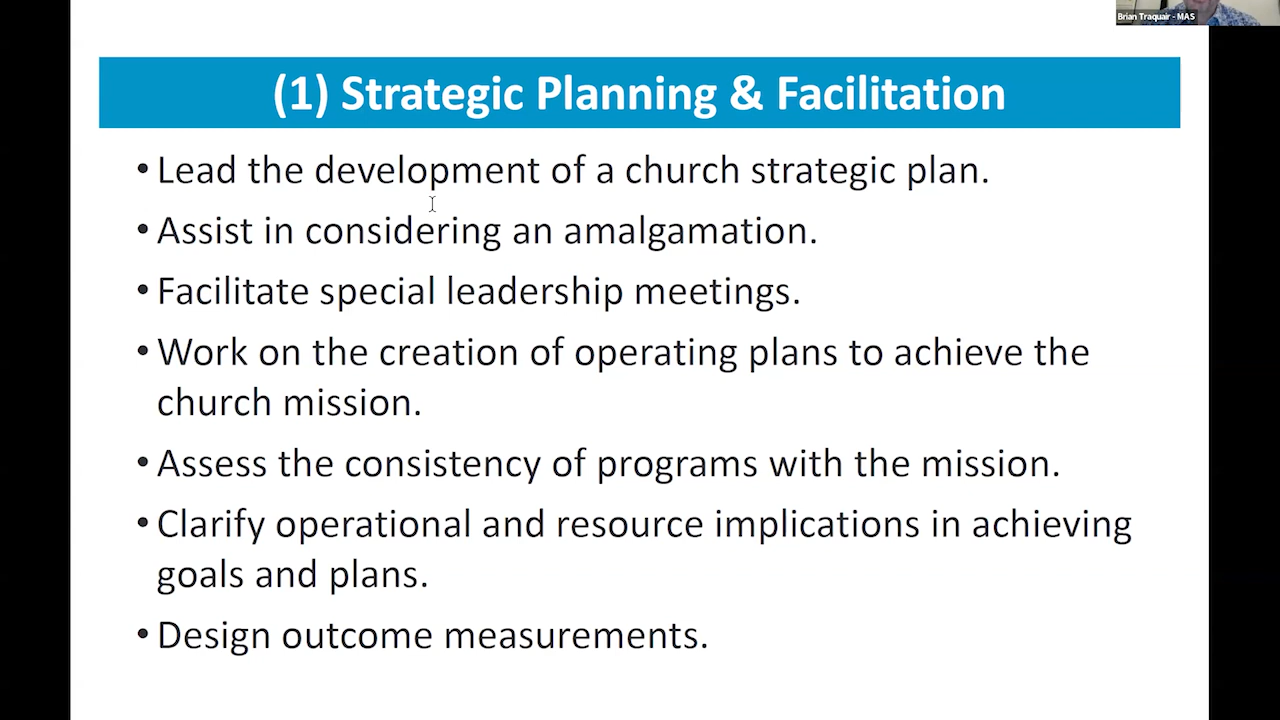 Brian Traquair - MAS
(1) Strategic Planning & Facilitation
• Lead the development of a church strategic plan.
• Assist in considering an amalgamation.
• Facilitate special leadership meetings.
• Work on the creation of operating plans to achieve the
church mission.
• Assess the consistency of programs with the mission.
• Clarify operational and resource implications in achieving
goals and plans.
• Design outcome measurements.